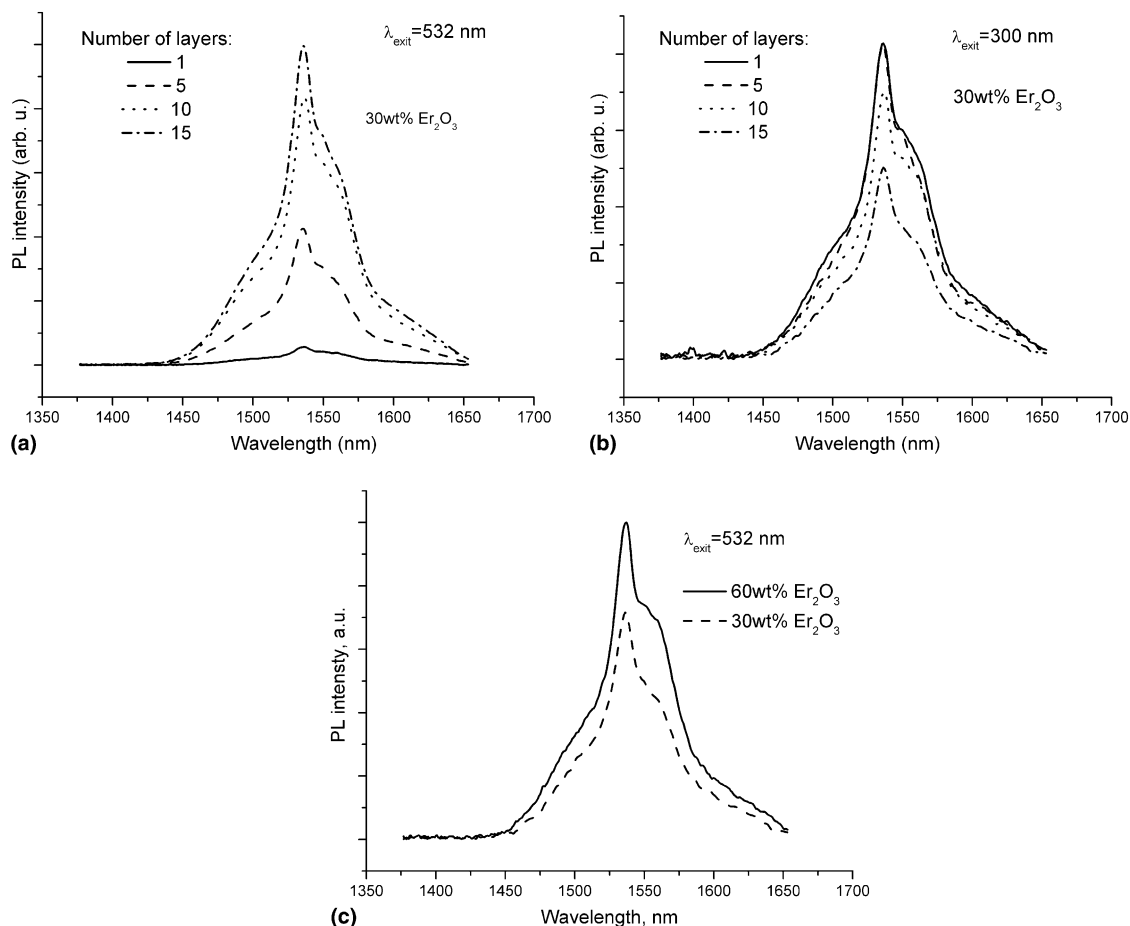 Number of layers:
1
5
10
15
λexit=532 nm
30wt% Er2O3
PL intensity (arb. u.)
1350 1400 1450 1500 1550 1600 1650 1700
Wavelength (nm)
(a)
Number of layers:
1
5
10
15
λexit=300 nm
30wt% Er2O3
PL intensity (arb. u.)
1350 1400 1450 1500 1550 1600 1650 1700
Wavelength (nm)
(b)
λexit=532 nm
60wt% Er2O3
30wt% Er2O3
PL intensty, a.u.
1350 1400 1450 1500 1550 1600 1650 1700
Wavelength, nm
(c)